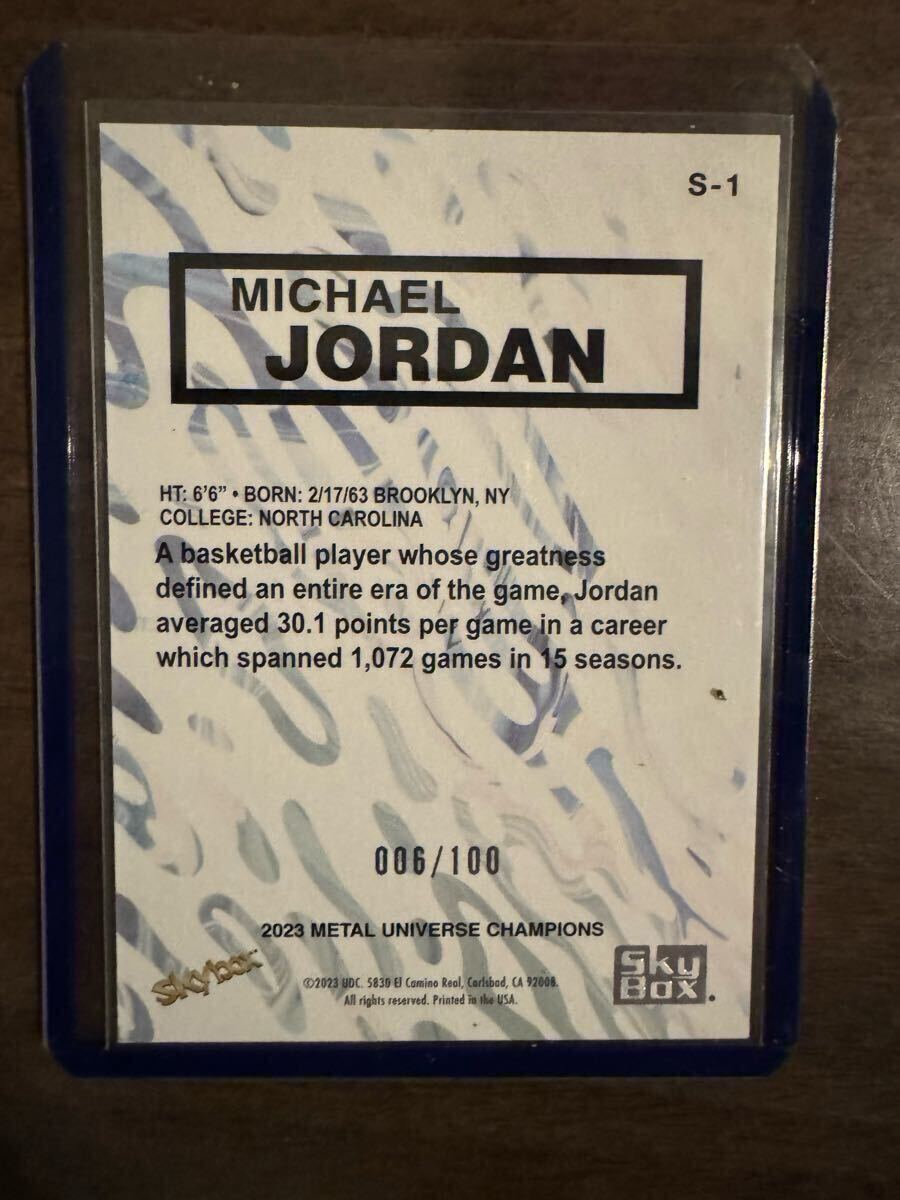 S-1
MICHAEL
JORDAN
HT: 6'6" • BORN: 2/17/63 BROOKLYN, NY
COLLEGE: NORTH CAROLINA
A basketball player whose greatness
defined an entire era of the game, Jordan
averaged 30.1 points per game in a career
which spanned 1,072 games in 15 seasons.
006/100
2023 METAL UNIVERSE CHAMPIONS
skybox
©2023 UDC. 5830 El Camino Real, Carlsbad, CA 92008.
All rights reserved. Printed in the USA.
Sky
Box